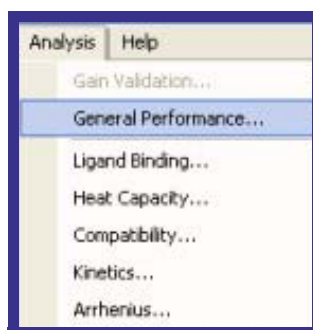 Analysis Help
Gain Validation...
General Performance...
Ligand Binding...
Heat Capacity...
Compatibility...
Kinetics...
Arrhenius...